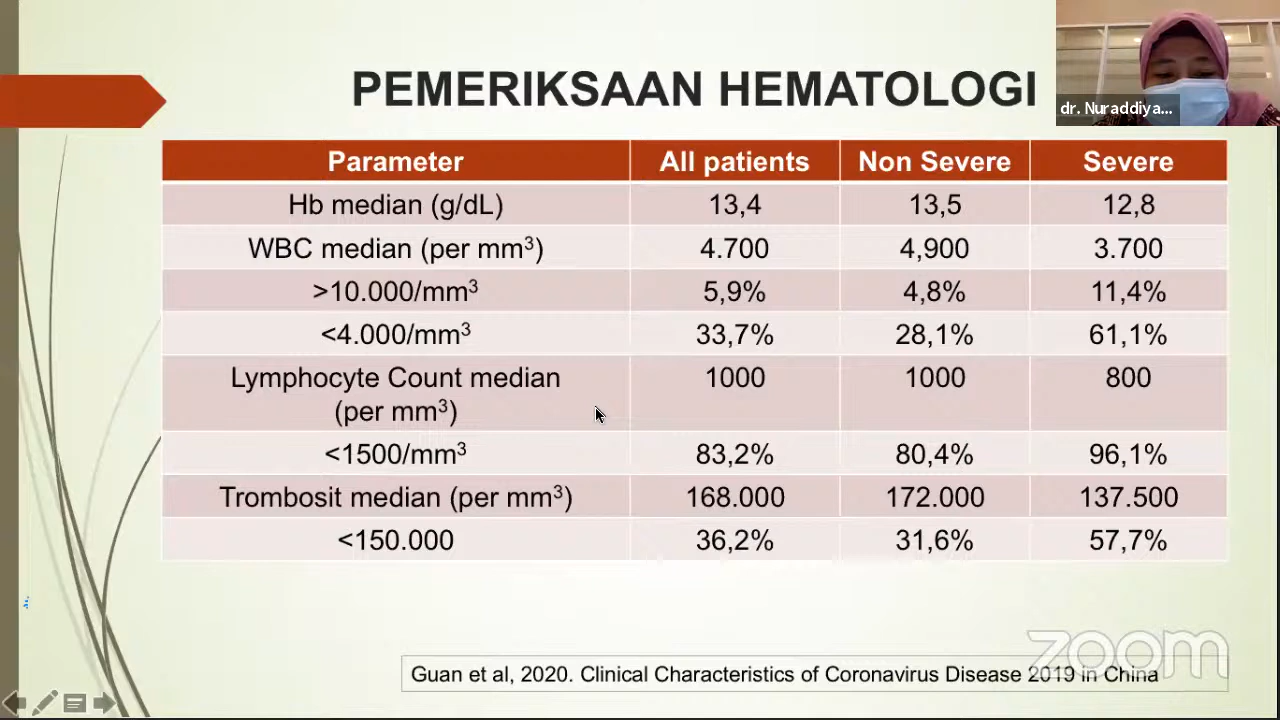 PEMERIKSAAN HEMATOLOGI
dr. Nuraddiya...
Parameter All patients Non Severe Severe
Hb median (g/dL) 13,4 13,5 12,8
WBC median (per mm³) 4.700 4,900 3.700
>10.000/mm³ 5,9% 4,8% 11,4%
<4.000/mm³ 33,7% 28,1% 61,1%
Lymphocyte Count median 1000 1000 800
(per mm³)
<1500/mm³ 83,2% 80,4% 96,1%
Trombosit median (per mm³) 168.000 172.000 137.500
<150.000 36,2% 31,6% 57,7%
zoom
Guan et al, 2020. Clinical Characteristics of Coronavirus Disease 2019 in China